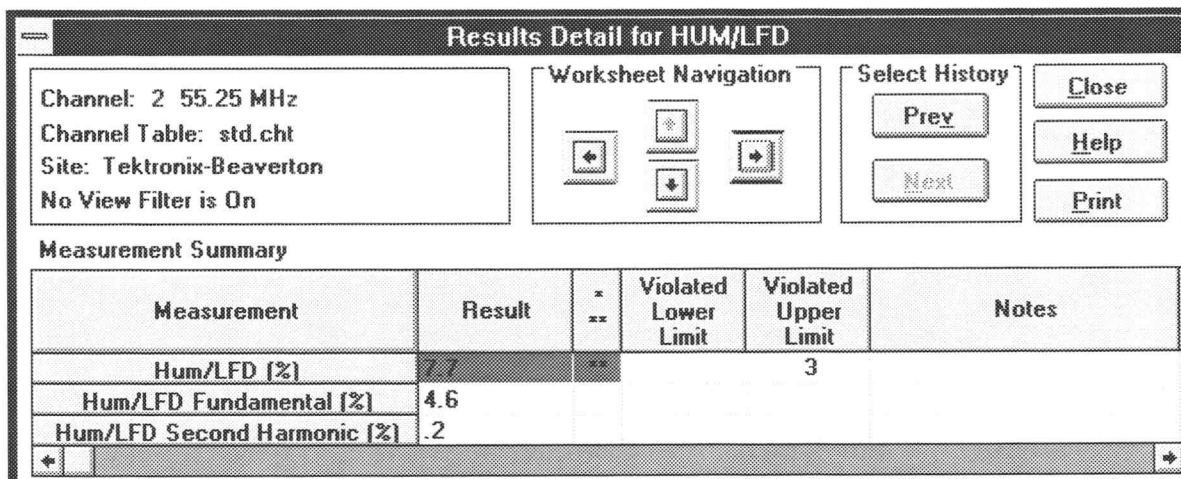 Results Detail for HUM/LFD
Channel: 2 55.25 MHz
Channel Table: std.cht
Site: Tektronix-Beaverton
No View Filter is On
Worksheet Navigation
Select History
Prev
Next
Close
Help
Print
Measurement Summary
Measurement Result * ** Violated Lower Limit Violated Upper Limit Notes
Hum/LFD (%) 7.7 ** 3
Hum/LFD Fundamental (%) 4.6
Hum/LFD Second Harmonic (%) .2